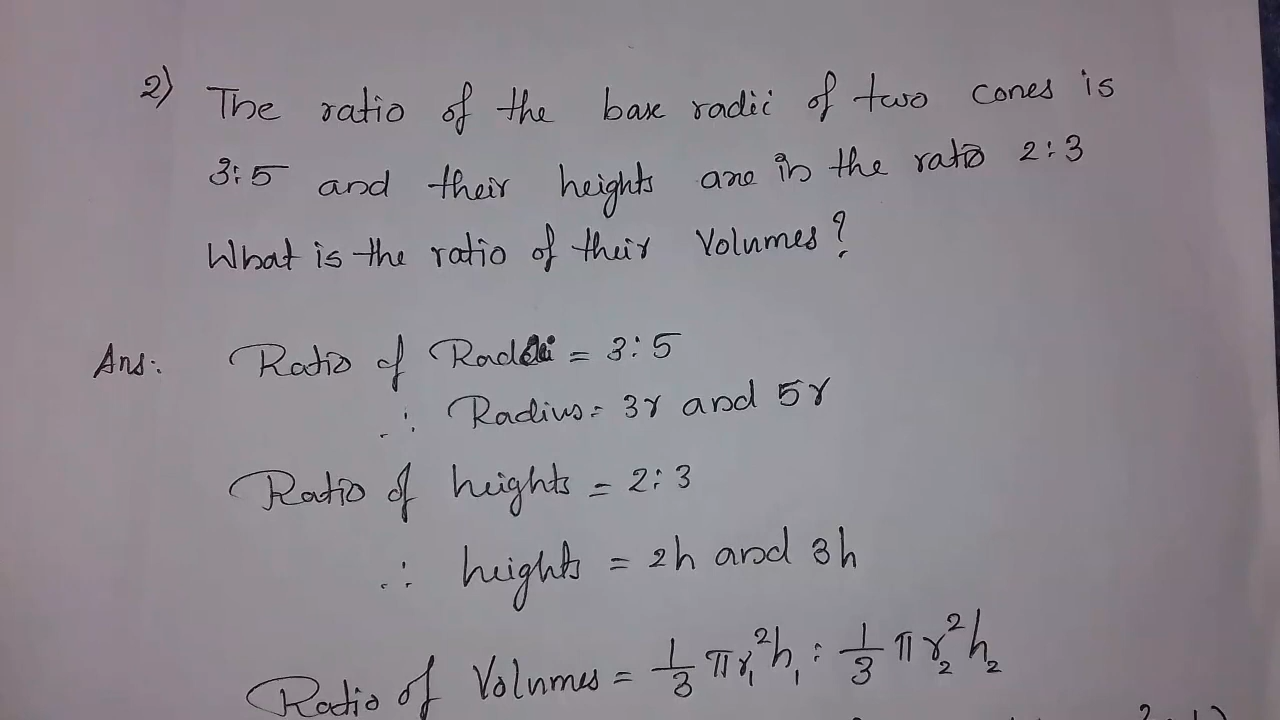 2) The ratio of the base radii of two cones is
3:5 and their heights are in the ratio 2:3
What is the ratio of their Volumes?
Ans: Ratio of Radii = 3:5
∴ Radius = 3r and 5r
Ratio of heights = 2:3
∴ heights = 2h and 3h
Ratio of Volumes = 1/3 πr₁²h₁ : 1/3 πr₂²h₂